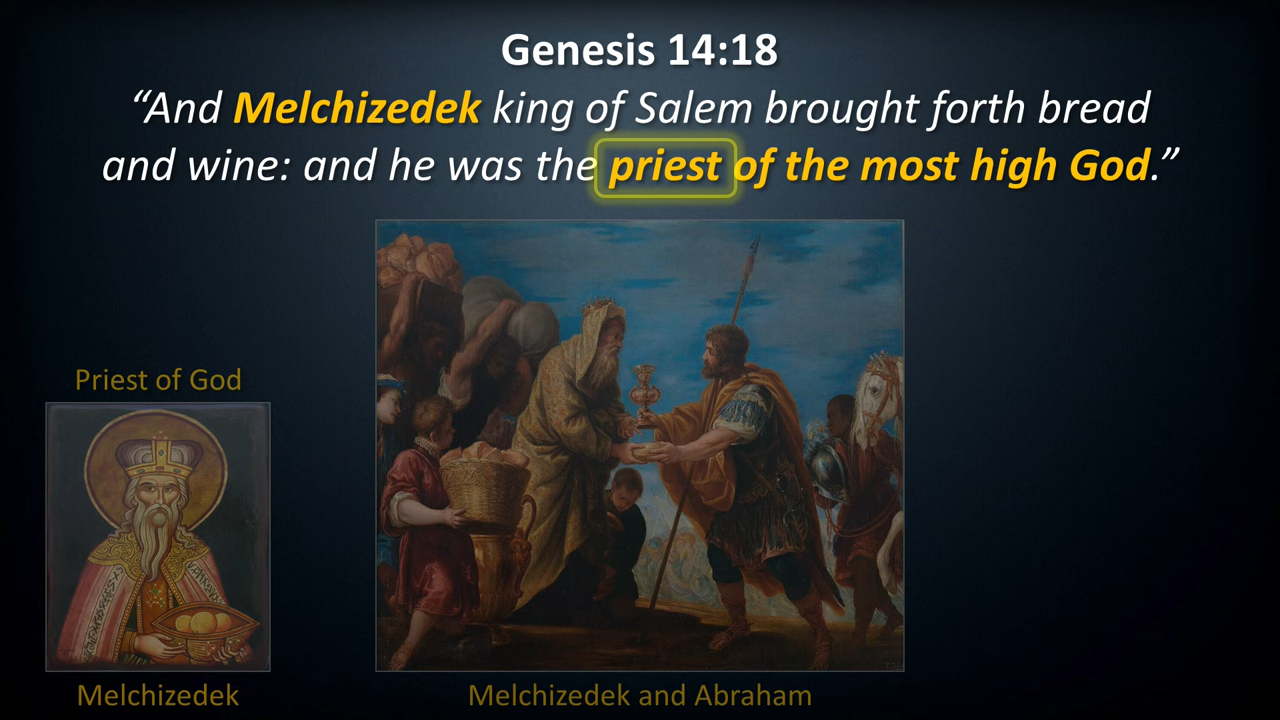 Genesis 14:18
“And Melchizedek king of Salem brought forth bread
and wine: and he was the priest of the most high God.”
Priest of God
Melchizedek
Melchizedek and Abraham